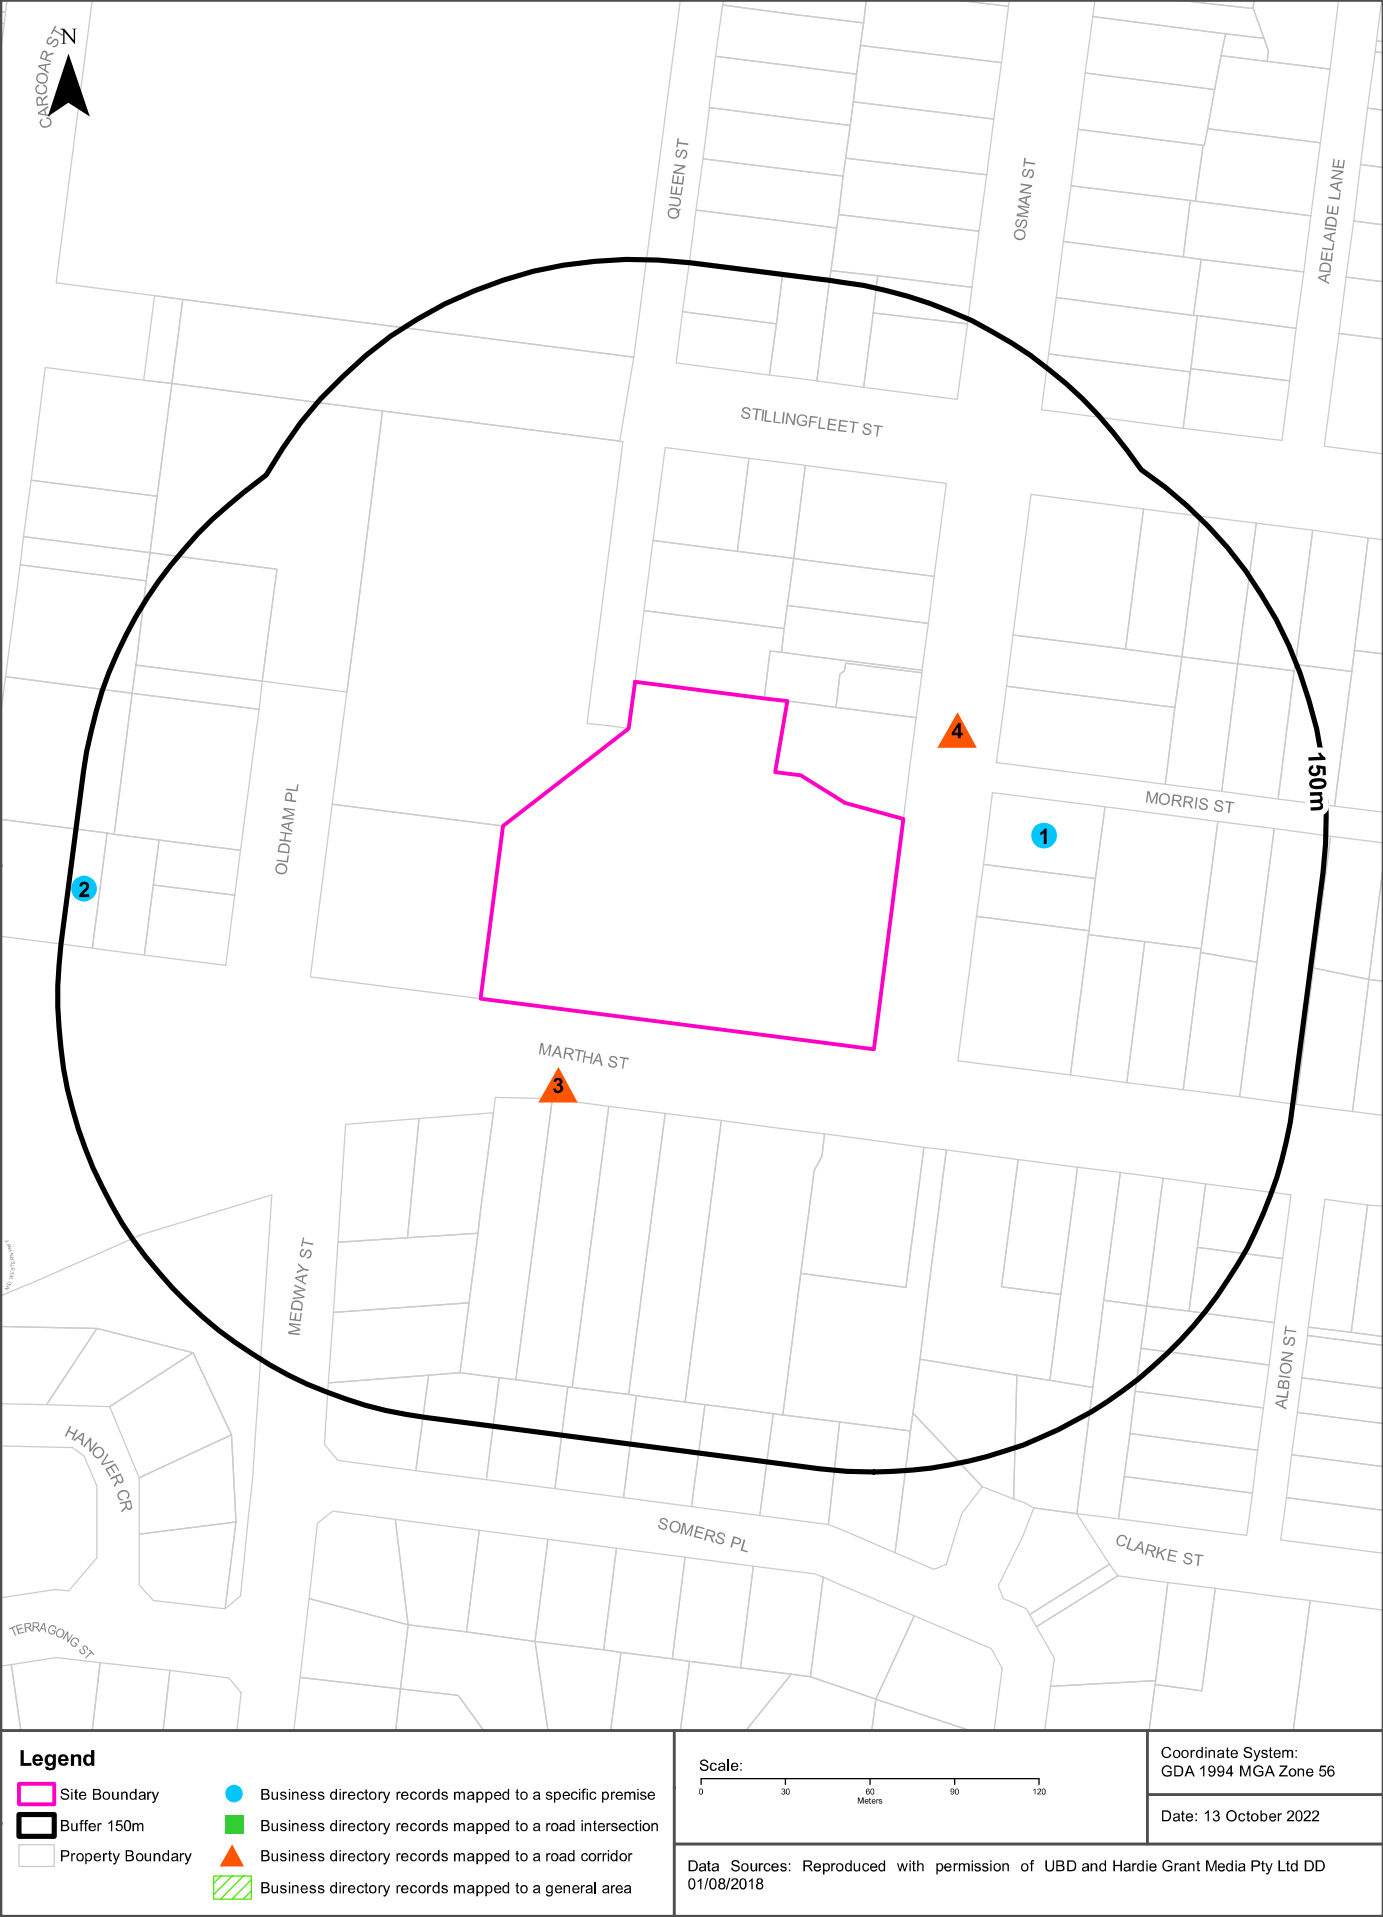 CARCOAR ST
N
QUEEN ST
OSMAN ST
ADELAIDE LANE
STILLINGFLEET ST
4
150m
MORRIS ST
OLDHAM PL
1
2
MARTHA ST
3
MEDWAY ST
ALBION ST
HANOVER CR
SOMERS PL
CLARKE ST
TERRAGONG ST
Legend
Site Boundary
Buffer 150m
Property Boundary
Business directory records mapped to a specific premise
Business directory records mapped to a road intersection
Business directory records mapped to a road corridor
Business directory records mapped to a general area
Scale:
0 30 60 90 120
Meters
Coordinate System:
GDA 1994 MGA Zone 56
Date: 13 October 2022
Data Sources: Reproduced with permission of UBD and Hardie Grant Media Pty Ltd DD
01/08/2018